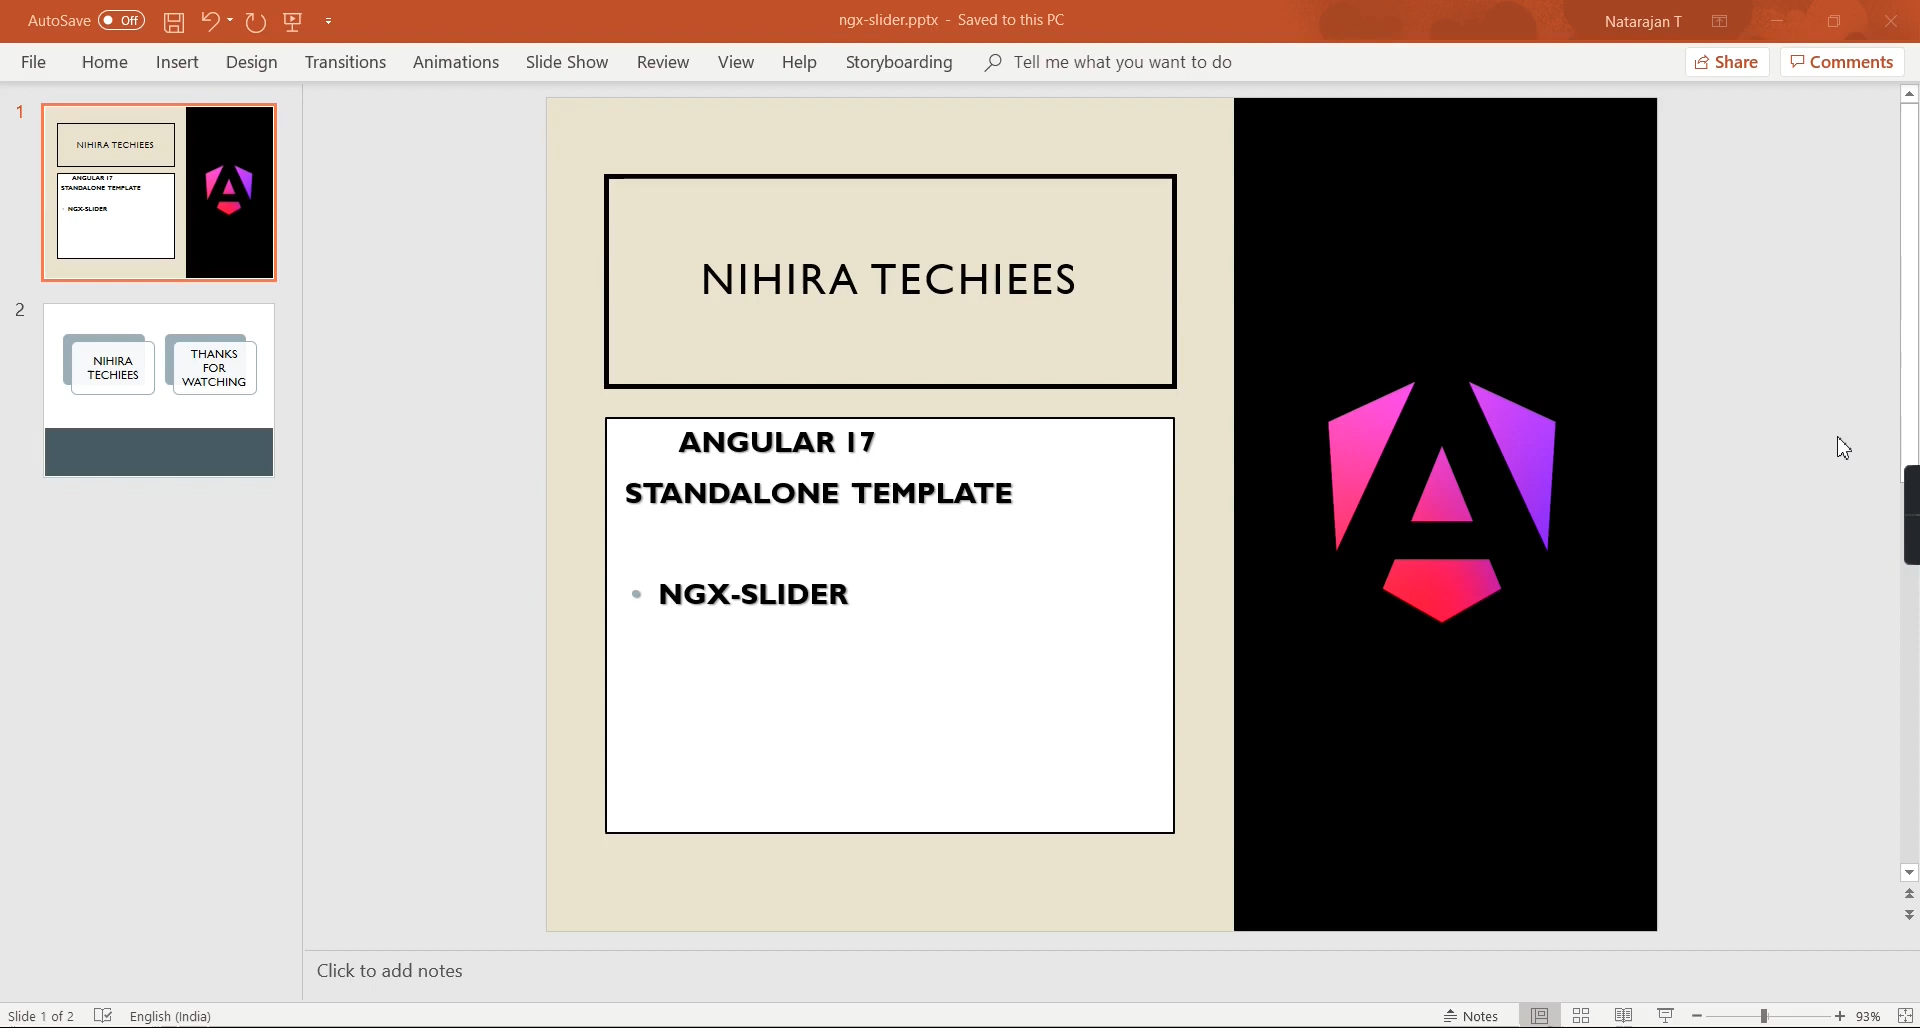 AutoSave Off
ngx-slider.pptx - Saved to this PC
Natarajan T
File Home Insert Design Transitions Animations Slide Show Review View Help Storyboarding Tell me what you want to do Share Comments
1
NIHIRA TECHIEES
ANGULAR 17
STANDALONE TEMPLATE
• NGX-SLIDER
2
NIHIRA
TECHIEES
THANKS
FOR
WATCHING
NIHIRA TECHIEES
ANGULAR 17
STANDALONE TEMPLATE
• NGX-SLIDER
Click to add notes
Slide 1 of 2 English (India) Notes 93%